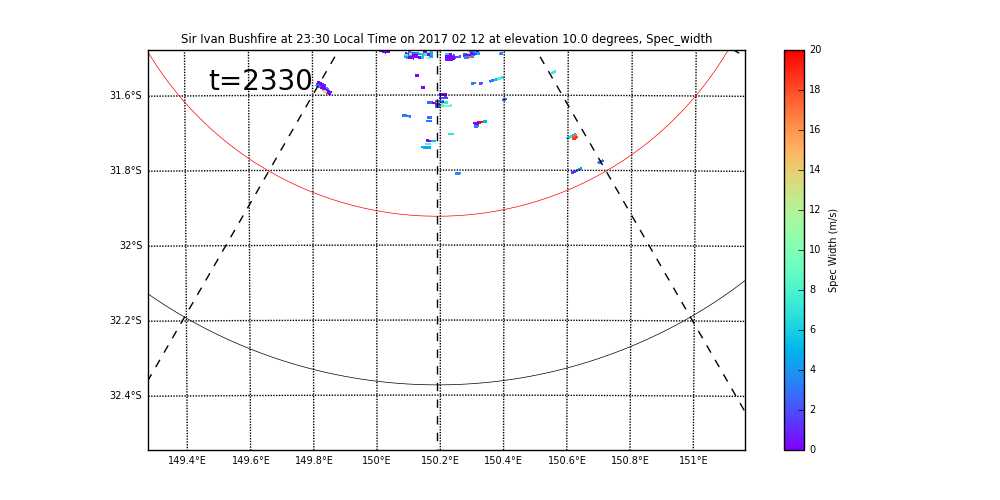 Sir Ivan Bushfire at 23:30 Local Time on 2017 02 12 at elevation 10.0 degrees, Spec_width
t=2330
31.6°S
31.8°S
32°S
32.2°S
32.4°S
149.4°E 149.6°E 149.8°E 150°E 150.2°E 150.4°E 150.6°E 150.8°E 151°E
20
18
16
14
12
10
8
6
4
2
0
Spec Width (m/s)